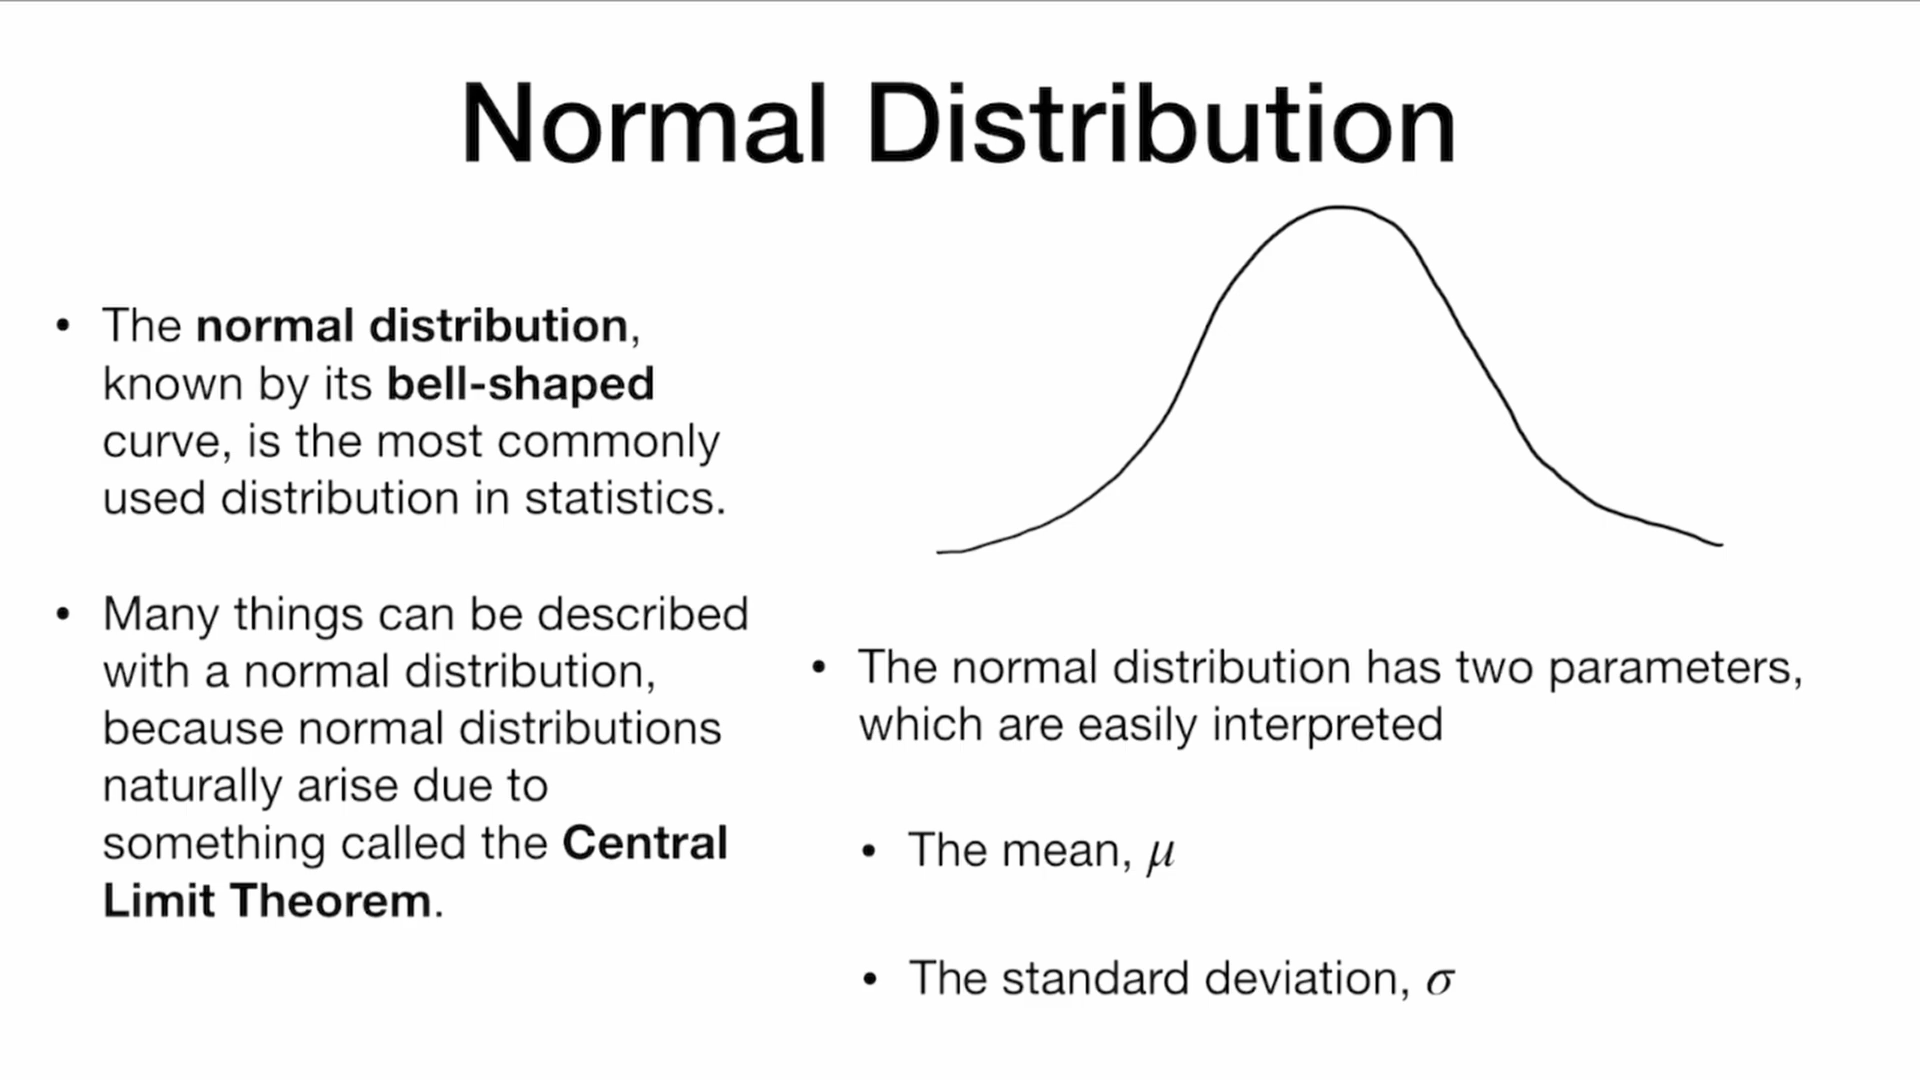 Normal Distribution
• The normal distribution,
known by its bell-shaped
curve, is the most commonly
used distribution in statistics.
• Many things can be described
with a normal distribution,
because normal distributions
naturally arise due to
something called the Central
Limit Theorem.
• The normal distribution has two parameters,
which are easily interpreted
• The mean, μ
• The standard deviation, σ